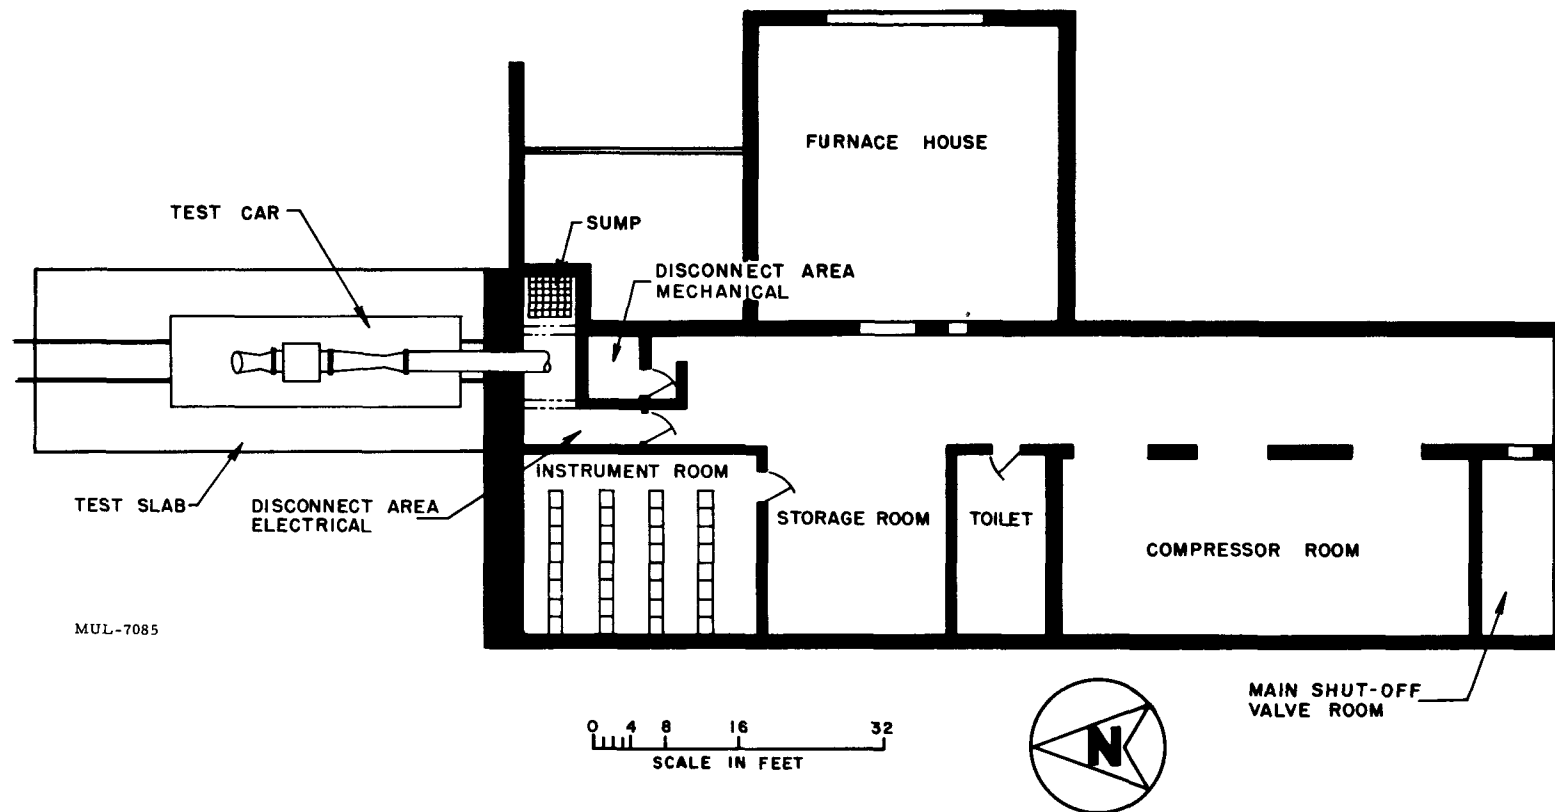 FURNACE HOUSE
TEST CAR
SUMP
DISCONNECT AREA
MECHANICAL
INSTRUMENT ROOM
TEST SLAB
DISCONNECT AREA
ELECTRICAL
STORAGE ROOM
TOILET
COMPRESSOR ROOM
MUL-7085
MAIN SHUT-OFF
VALVE ROOM
0 4 8 16 32
SCALE IN FEET
N